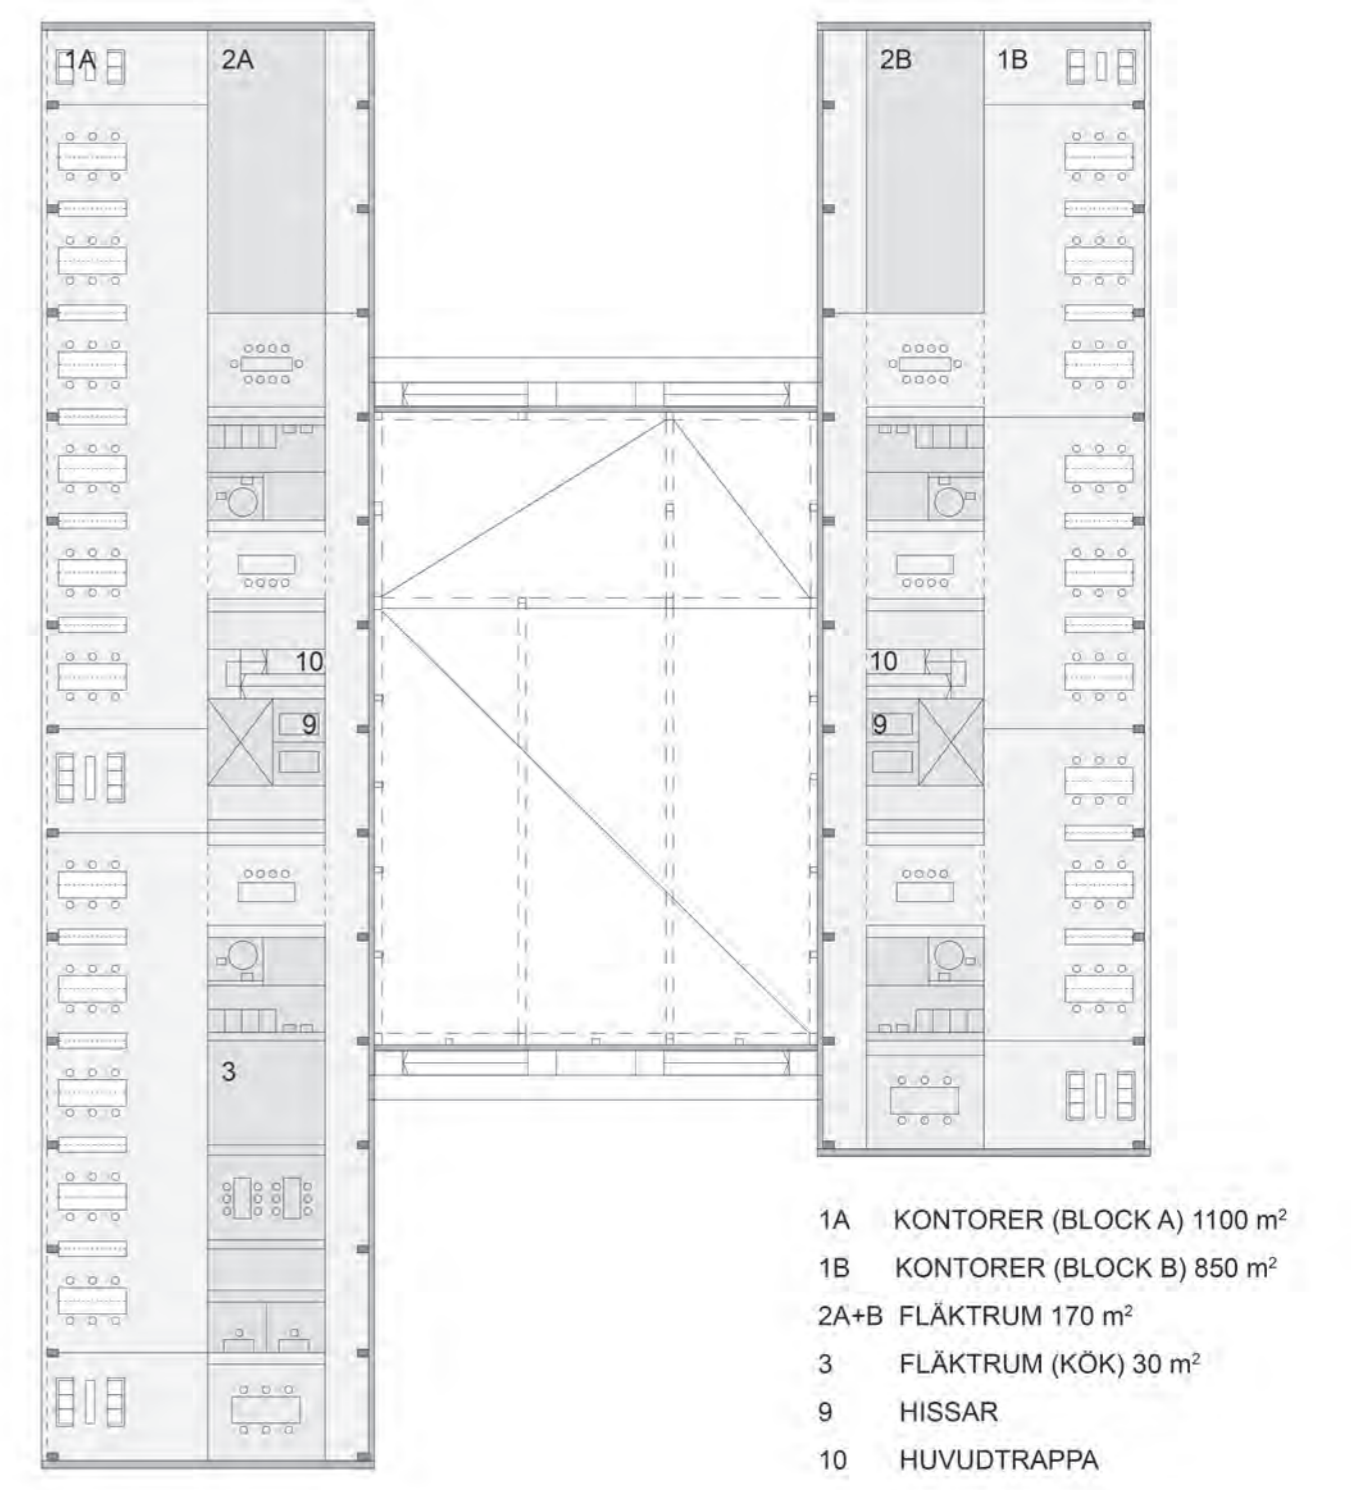 1A
2A
2B
1B
10
10
9
9
3
1A KONTORER (BLOCK A) 1100 m²
1B KONTORER (BLOCK B) 850 m²
2A+B FLÄKTRUM 170 m²
3 FLÄKTRUM (KÖK) 30 m²
9 HISSAR
10 HUVUDTRAPPA